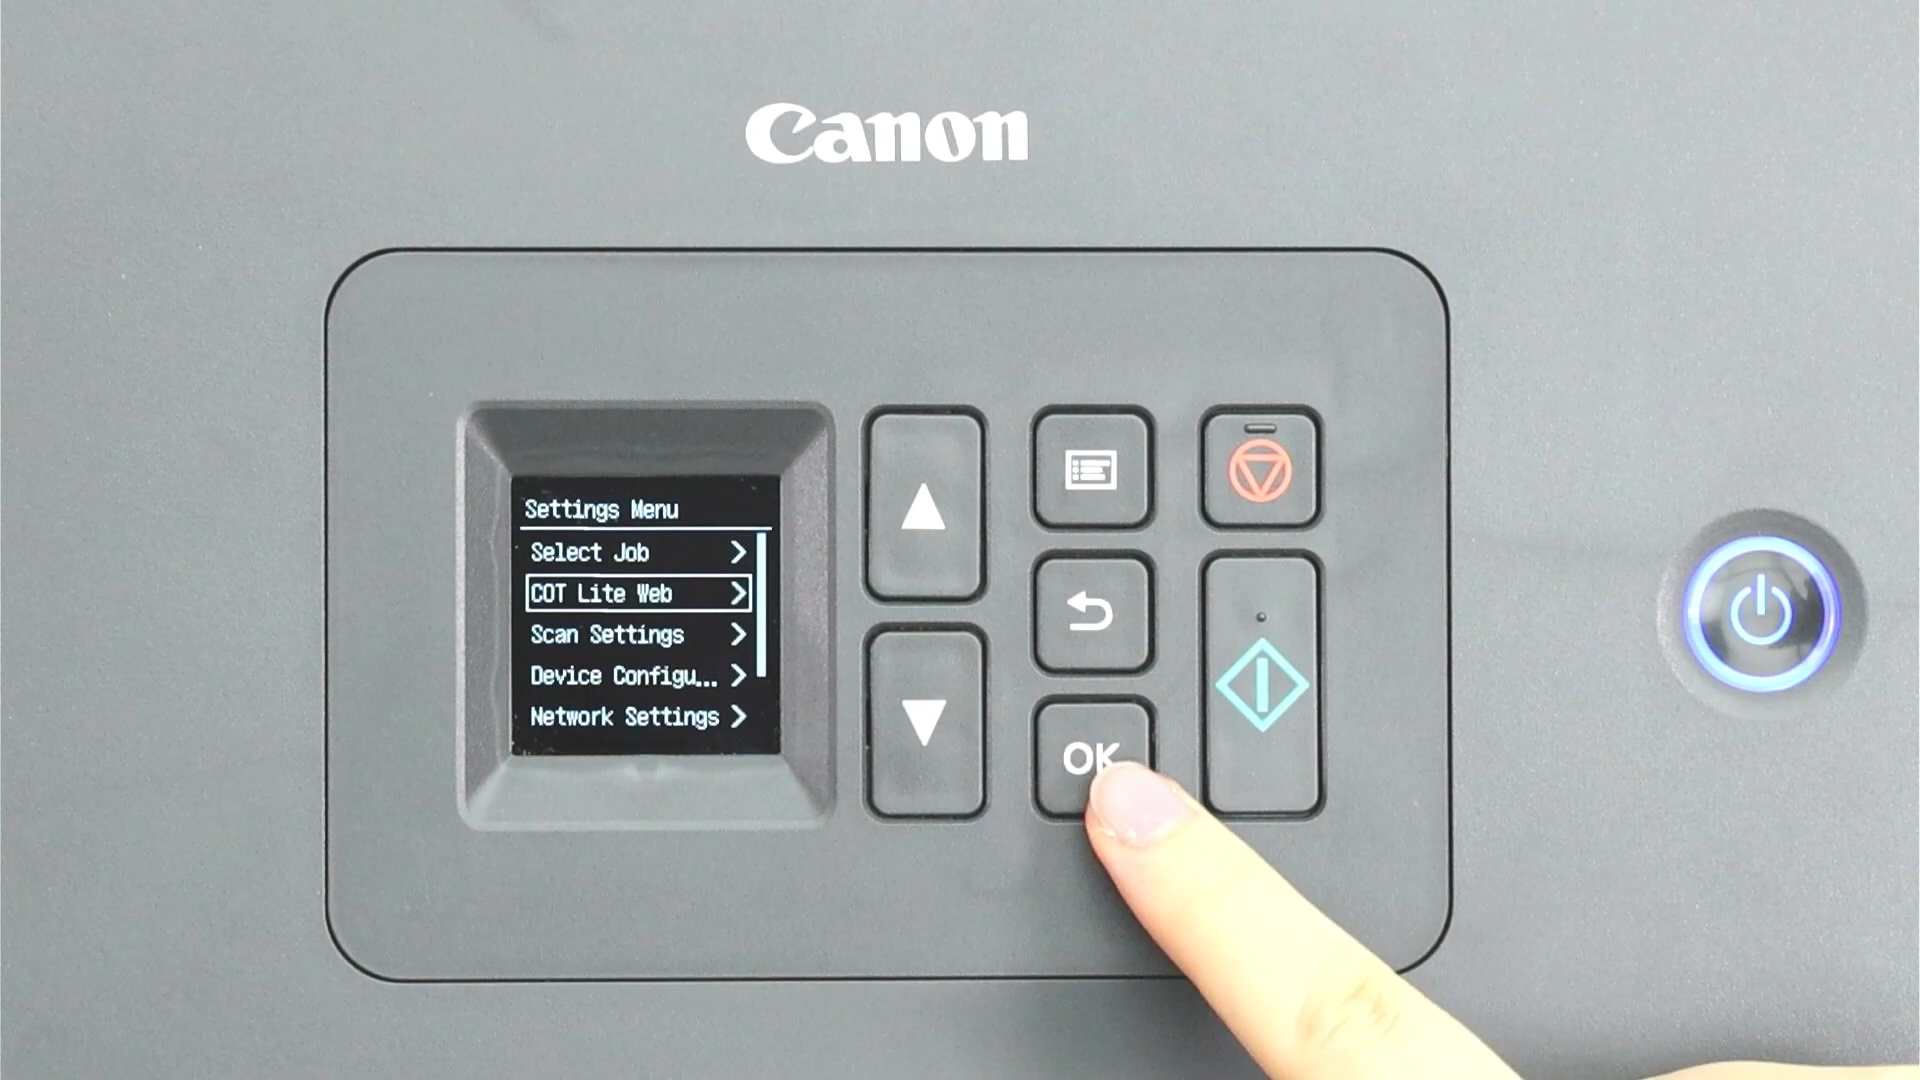 Canon
Settings Menu
Select Job
COT Lite Web
Scan Settings
Device Configu...
Network Settings
OK